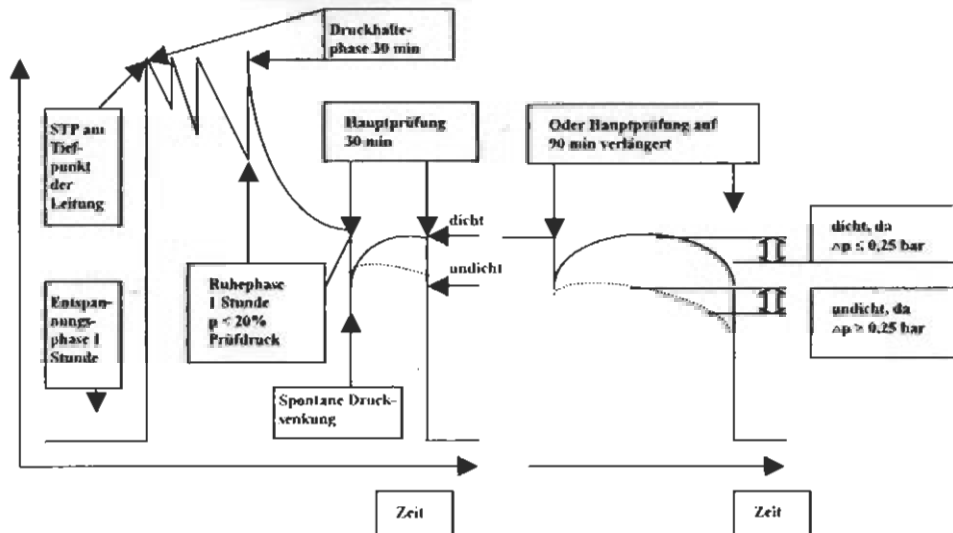 Druckhalte-
phase 30 min
STP am
Tief-
punkt
der
Leitung
Hauptprüfung
30 min
Oder Hauptprüfung auf
90 min verlängert
dicht
undicht
dicht, da
Δp ≤ 0,25 bar
undicht, da
Δp ≥ 0,25 bar
Entspan-
nungs-
phase 1
Stunde
Ruhephase
1 Stunde
p < 20%
Prüfdruck
Spontane Druck-
senkung
Zeit
Zeit